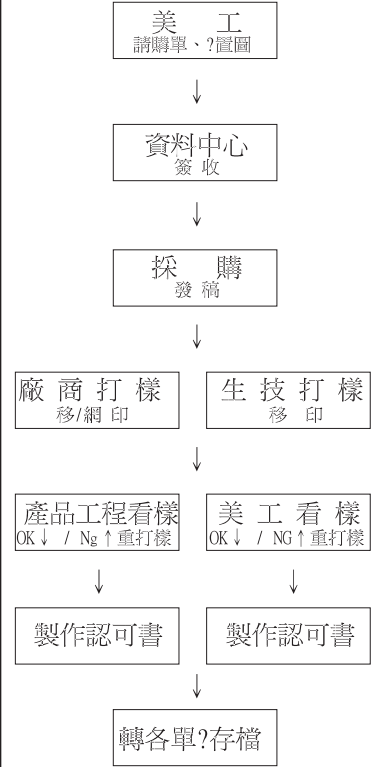 美 工
請購單、?置圖
↓
資料中心
簽 收
↓
採 購
發 稿
↓
廠 商 打 樣
移/網 印
生 技 打 樣
移 印
↓
產品工程看樣
OK↓ / Ng↑重打樣
美 工 看 樣
OK↓ / NG↑重打樣
↓ ↓
製作認可書
製作認可書
↓
轉各單?存檔